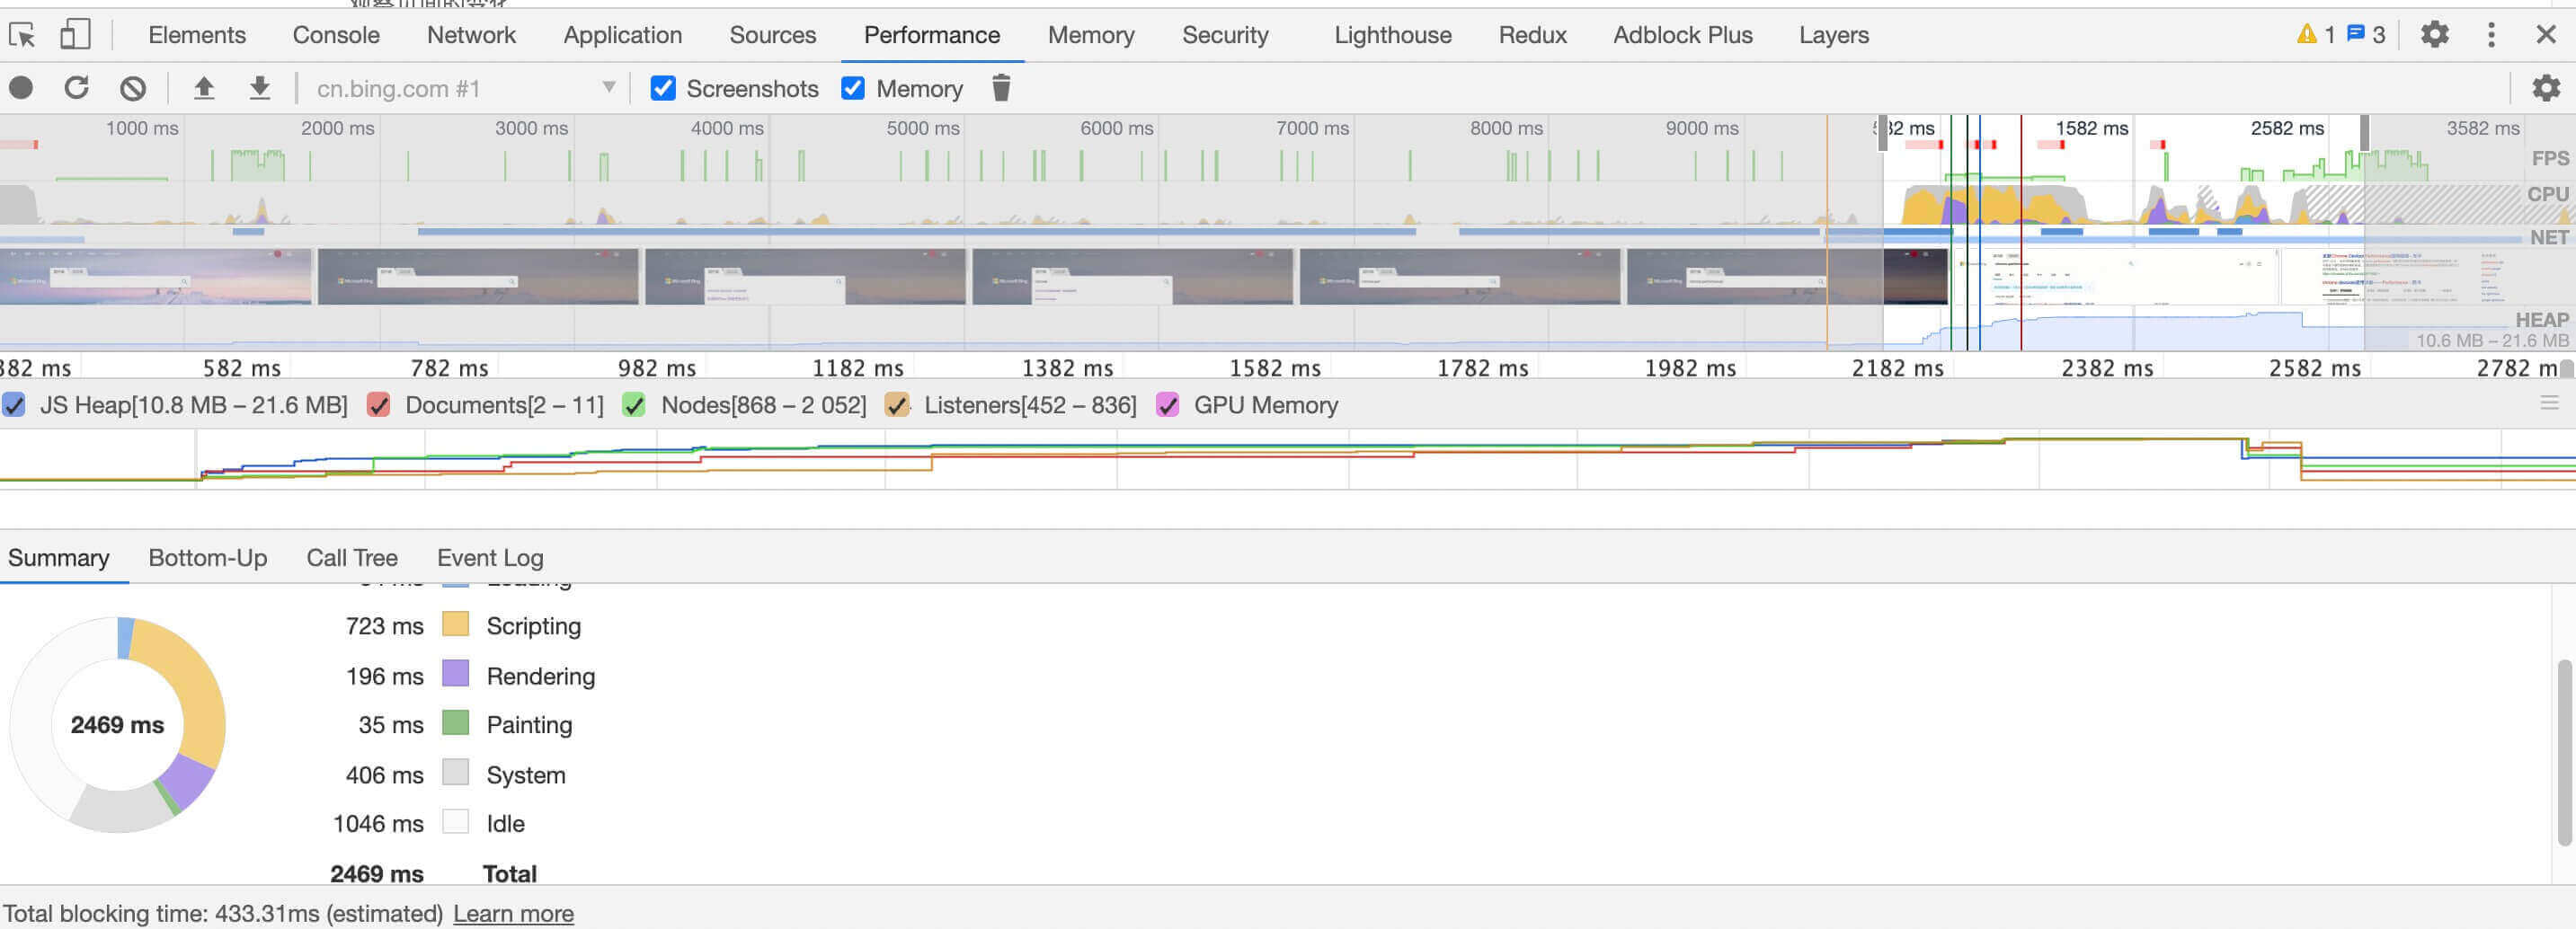 Elements Console Network Application Sources Performance Memory Security Lighthouse Redux Adblock Plus Layers 1 3
cn.bing.com #1 Screenshots Memory
1000 ms 2000 ms 3000 ms 4000 ms 5000 ms 6000 ms 7000 ms 8000 ms 9000 ms 32 ms 1582 ms 2582 ms 3582 ms
FPS
CPU
NET
HEAP
10.6 MB – 21.6 MB
382 ms 582 ms 782 ms 982 ms 1182 ms 1382 ms 1582 ms 1782 ms 1982 ms 2182 ms 2382 ms 2582 ms 2782 m
JS Heap[10.8 MB – 21.6 MB] Documents[2 – 11] Nodes[868 – 2 052] Listeners[452 – 836] GPU Memory
Summary Bottom-Up Call Tree Event Log
Loading
723 ms Scripting
196 ms Rendering
2469 ms 35 ms Painting
406 ms System
1046 ms Idle
2469 ms Total
Total blocking time: 433.31ms (estimated) Learn more